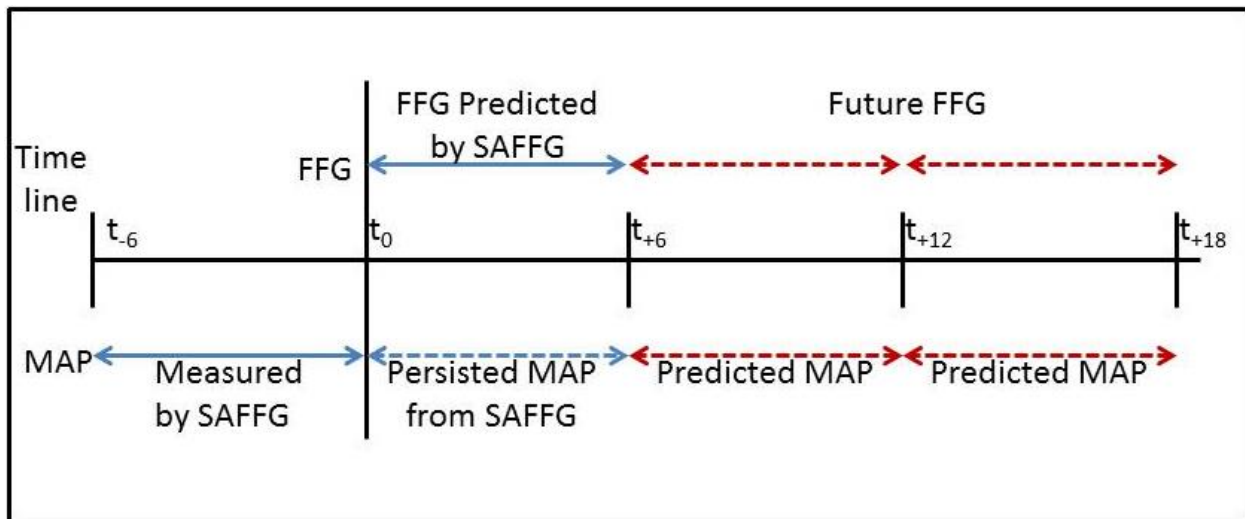 FFG Predicted
by SAFFG
Future FFG
Time
line
FFG
t-6
t0
t+6
t+12
t+18
MAP
Measured
by SAFFG
Persisted MAP
from SAFFG
Predicted MAP
Predicted MAP